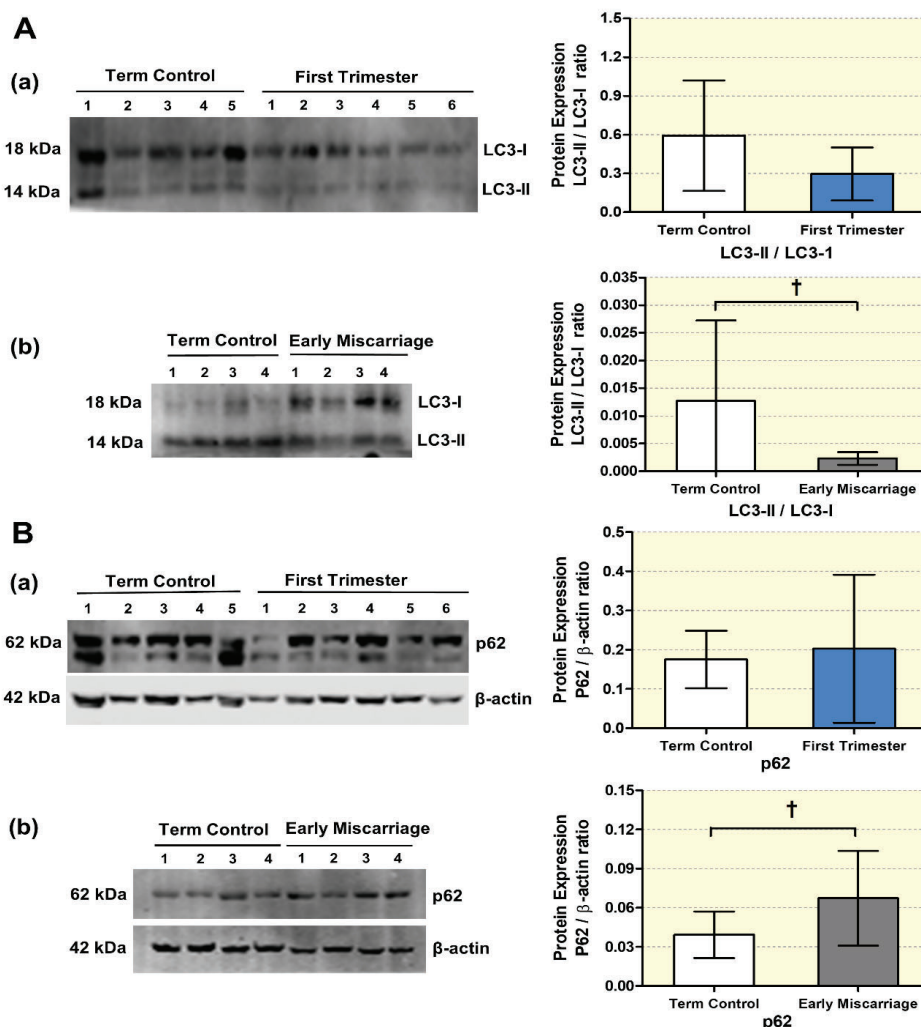 A
(a)
Term Control First Trimester
1 2 3 4 5 1 2 3 4 5 6
18 kDa LC3-I
14 kDa LC3-II
Protein Expression
LC3-II / LC3-I ratio
1.5
1.2
0.9
0.6
0.3
0.0
Term Control First Trimester
LC3-II / LC3-1
(b)
Term Control Early Miscarriage
1 2 3 4 1 2 3 4
18 kDa LC3-I
14 kDa LC3-II
Protein Expression
LC3-II / LC3-I ratio
0.035
0.030
0.025
0.020
0.015
0.010
0.005
0.000
†
Term Control Early Miscarriage
LC3-II / LC3-I
B
(a)
Term Control First Trimester
1 2 3 4 5 1 2 3 4 5 6
62 kDa p62
42 kDa β-actin
Protein Expression
P62 / β-actin ratio
0.5
0.4
0.3
0.2
0.1
0.0
Term Control First Trimester
p62
(b)
Term Control Early Miscarriage
1 2 3 4 1 2 3 4
62 kDa p62
42 kDa β-actin
Protein Expression
P62 / β-actin ratio
0.15
0.12
0.09
0.06
0.03
0.00
†
Term Control Early Miscarriage
p62